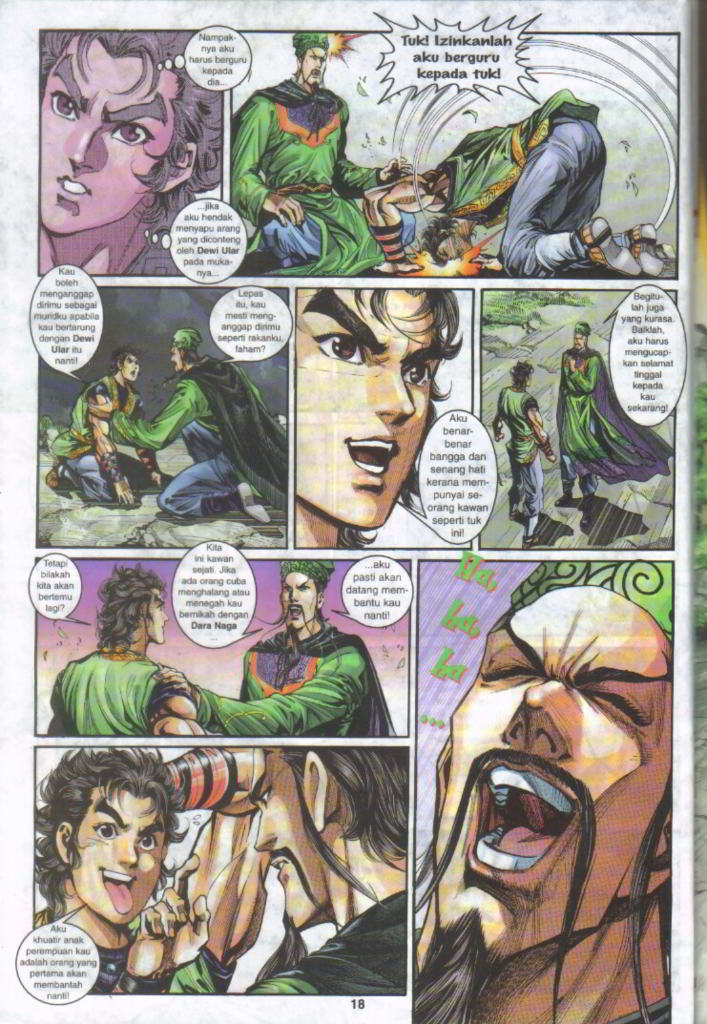 Nampak-
nya aku
harus berguru
kepada
dia...
...jika
aku hendak
menyapu arang
yang diconteng
oleh Dewi Ular
pada muka-
nya...
Tuk! Izinkanlah
aku berguru
kepada tuk!
Kau
boleh
menganggap
dirimu sebagai
muridku apabila
kau bertarung
dengan Dewi
Ular itu
nanti!
Lepas
itu, kau
mesti meng-
anggap dirimu
seperti rakanku,
faham?
Aku
benar-
benar
bangga dan
senang hati
kerana mem-
punyai se-
orang kawan
seperti tuk
ini!
Begitu-
lah juga
yang kurasa.
Baiklah,
aku harus
mengucap-
kan selamat
tinggal
kepada
kau
sekarang!
Tetapi
bilakah
kita akan
bertemu
lagi?
Kita
ini kawan
sejati. Jika
ada orang cuba
menghalang atau
menegah kau
bernikah dengan
Dara Naga
...
...aku
pasti akan
datang mem-
bantu kau
nanti!
Ha,
ha,
ha
...
Aku
khuatir anak
perempuan kau
adalah orang yang
pertama akan
membantah
nanti!
18